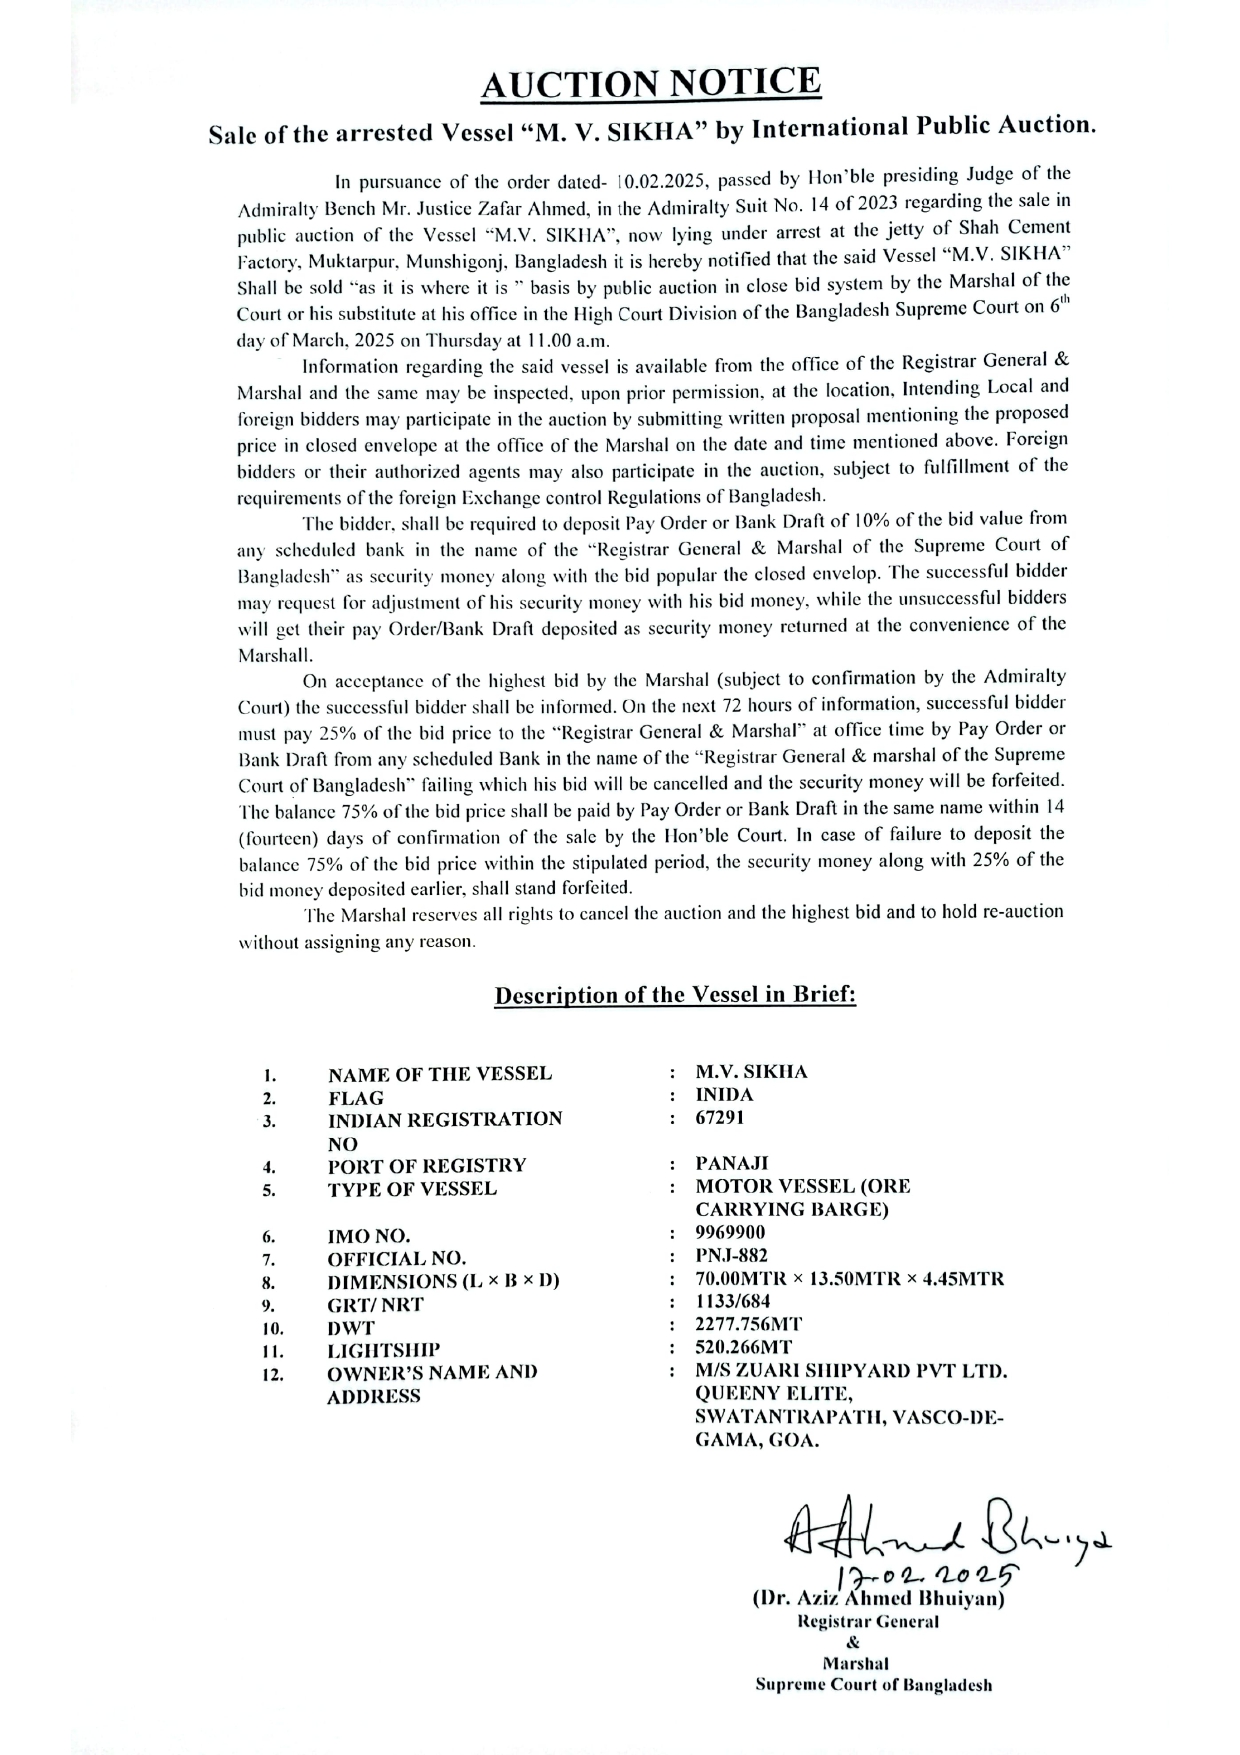 AUCTION NOTICE
Sale of the arrested Vessel “M. V. SIKHA” by International Public Auction.
In pursuance of the order dated- 10.02.2025, passed by Hon’ble presiding Judge of the
Admiralty Bench Mr. Justice Zafar Ahmed, in the Admiralty Suit No. 14 of 2023 regarding the sale in
public auction of the Vessel “M.V. SIKHA”, now lying under arrest at the jetty of Shah Cement
Factory, Muktarpur, Munshigonj, Bangladesh it is hereby notified that the said Vessel “M.V. SIKHA”
Shall be sold “as it is where it is ” basis by public auction in close bid system by the Marshal of the
Court or his substitute at his office in the High Court Division of the Bangladesh Supreme Court on 6th
day of March, 2025 on Thursday at 11.00 a.m.
Information regarding the said vessel is available from the office of the Registrar General &
Marshal and the same may be inspected, upon prior permission, at the location, Intending Local and
foreign bidders may participate in the auction by submitting written proposal mentioning the proposed
price in closed envelope at the office of the Marshal on the date and time mentioned above. Foreign
bidders or their authorized agents may also participate in the auction, subject to fulfillment of the
requirements of the foreign Exchange control Regulations of Bangladesh.
The bidder, shall be required to deposit Pay Order or Bank Draft of 10% of the bid value from
any scheduled bank in the name of the “Registrar General & Marshal of the Supreme Court of
Bangladesh” as security money along with the bid popular the closed envelop. The successful bidder
may request for adjustment of his security money with his bid money, while the unsuccessful bidders
will get their pay Order/Bank Draft deposited as security money returned at the convenience of the
Marshall.
On acceptance of the highest bid by the Marshal (subject to confirmation by the Admiralty
Court) the successful bidder shall be informed. On the next 72 hours of information, successful bidder
must pay 25% of the bid price to the “Registrar General & Marshal” at office time by Pay Order or
Bank Draft from any scheduled Bank in the name of the “Registrar General & marshal of the Supreme
Court of Bangladesh” failing which his bid will be cancelled and the security money will be forfeited.
The balance 75% of the bid price shall be paid by Pay Order or Bank Draft in the same name within 14
(fourteen) days of confirmation of the sale by the Hon’ble Court. In case of failure to deposit the
balance 75% of the bid price within the stipulated period, the security money along with 25% of the
bid money deposited earlier, shall stand forfeited.
The Marshal reserves all rights to cancel the auction and the highest bid and to hold re-auction
without assigning any reason.
Description of the Vessel in Brief:
1. NAME OF THE VESSEL : M.V. SIKHA
2. FLAG : INIDA
3. INDIAN REGISTRATION : 67291
NO
4. PORT OF REGISTRY : PANAJI
5. TYPE OF VESSEL : MOTOR VESSEL (ORE
CARRYING BARGE)
6. IMO NO. : 9969900
7. OFFICIAL NO. : PNJ-882
8. DIMENSIONS (L × B × D) : 70.00MTR × 13.50MTR × 4.45MTR
9. GRT/ NRT : 1133/684
10. DWT : 2277.756MT
11. LIGHTSHIP : 520.266MT
12. OWNER’S NAME AND : M/S ZUARI SHIPYARD PVT LTD.
ADDRESS QUEENY ELITE,
SWATANTRAPATH, VASCO-DE-
GAMA, GOA.
A Ahmed Bhuiya
17.02.2025
(Dr. Aziz Ahmed Bhuiyan)
Registrar General
&
Marshal
Supreme Court of Bangladesh